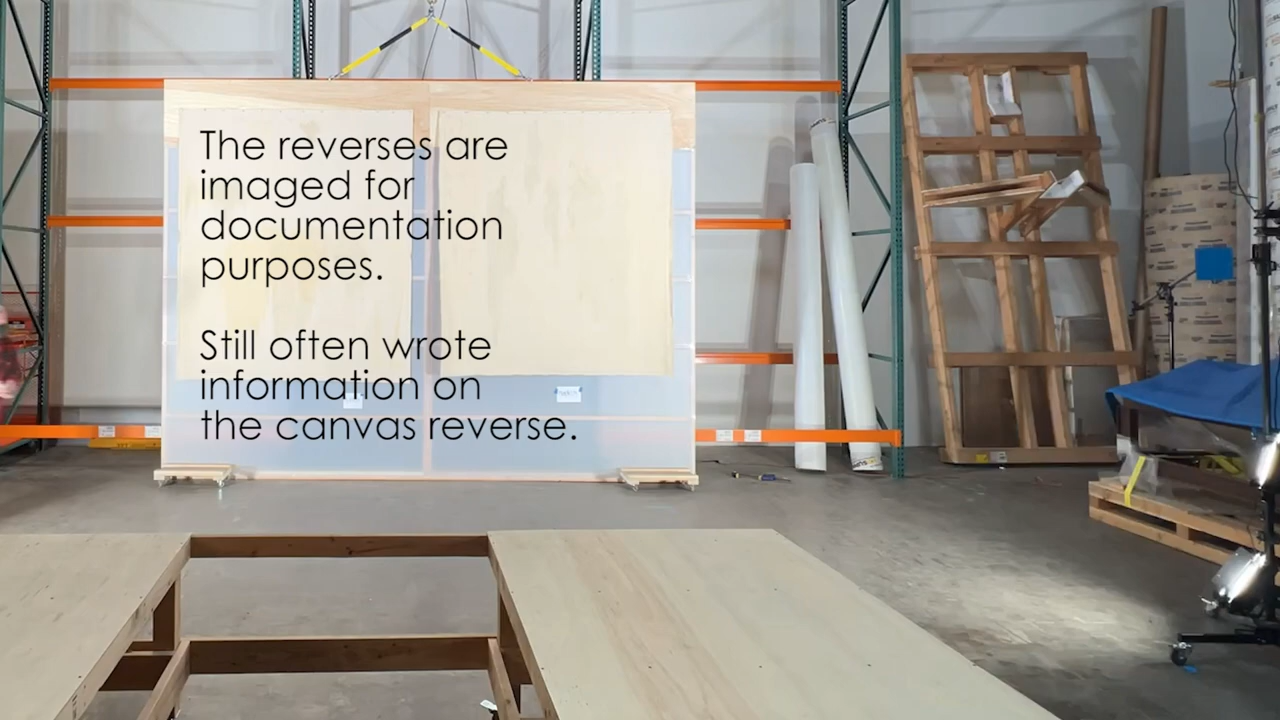 The reverses are
imaged for
documentation
purposes.
Still often wrote
information on
the canvas reverse.